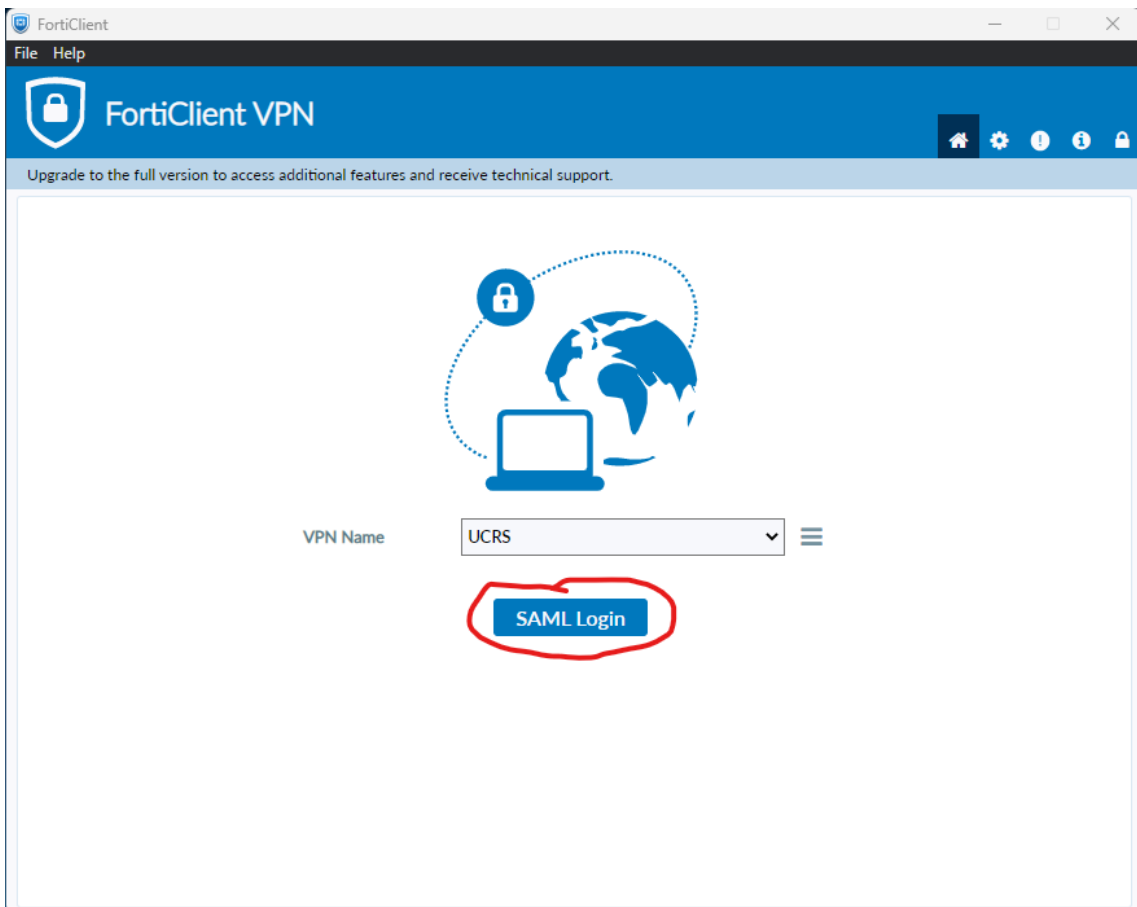 FortiClient
File Help
FortiClient VPN
Upgrade to the full version to access additional features and receive technical support.
VPN Name UCRS
SAML Login